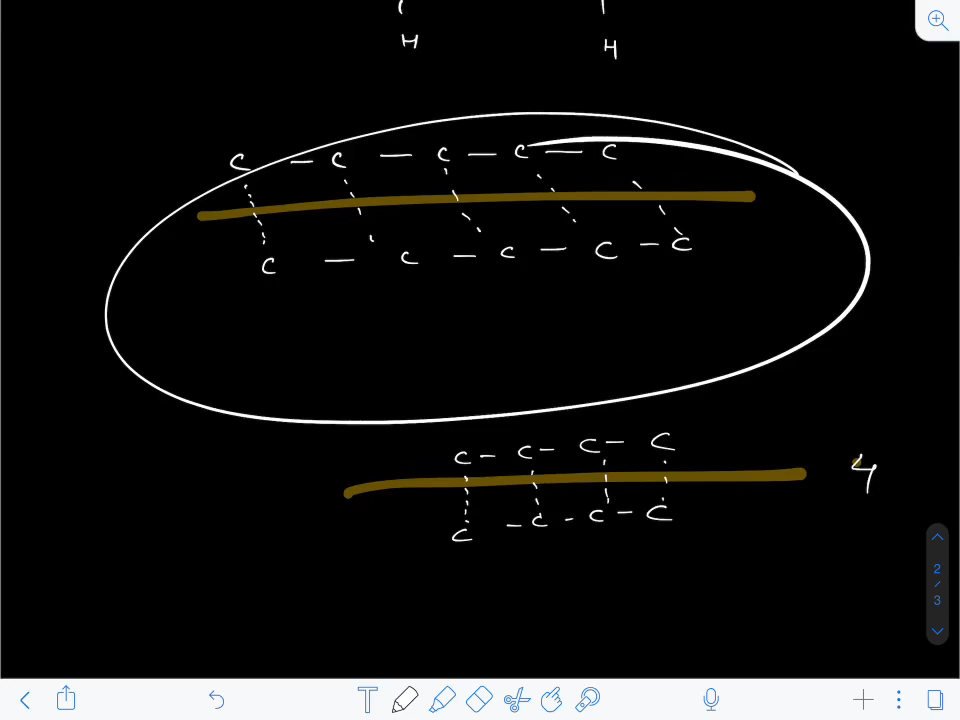 H H
C - C - C - C - C
C - C - C - C - C
C - C - C - C
C - C - C - C
4
2 / 3
T